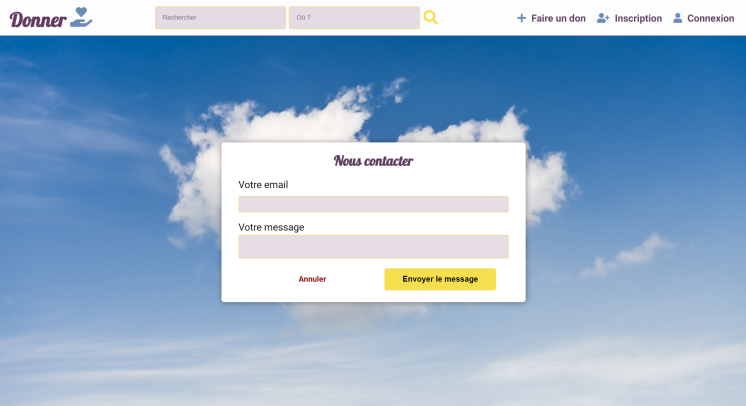 Donner
Rechercher
Où ?
Faire un don
Inscription
Connexion
Nous contacter
Votre email
Votre message
Annuler
Envoyer le message